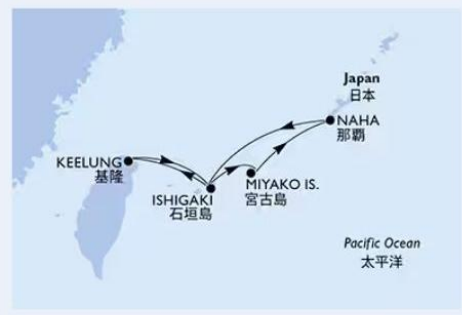 Japan
日本
NAHA
那覇
KEELUNG
基隆
MIYAKO IS.
宮古島
ISHIGAKI
石垣島
Pacific Ocean
太平洋